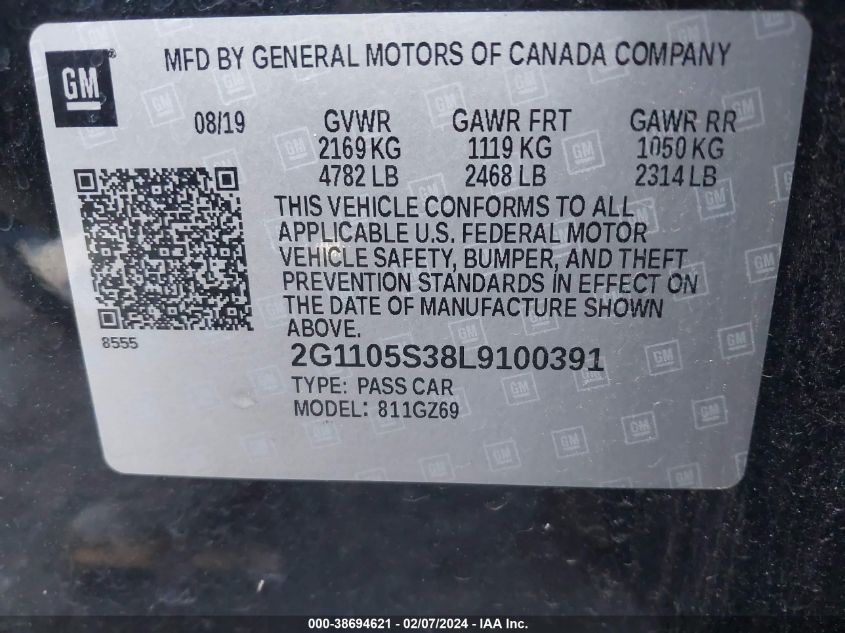 GM
MFD BY GENERAL MOTORS OF CANADA COMPANY
08/19 GVWR GAWR FRT GAWR RR
2169 KG 1119 KG 1050 KG
4782 LB 2468 LB 2314 LB
THIS VEHICLE CONFORMS TO ALL
APPLICABLE U.S. FEDERAL MOTOR
VEHICLE SAFETY, BUMPER, AND THEFT
PREVENTION STANDARDS IN EFFECT ON
THE DATE OF MANUFACTURE SHOWN
ABOVE.
8555
2G1105S38L9100391
TYPE: PASS CAR
MODEL: 811GZ69
000-38694621 - 02/07/2024 - IAA Inc.